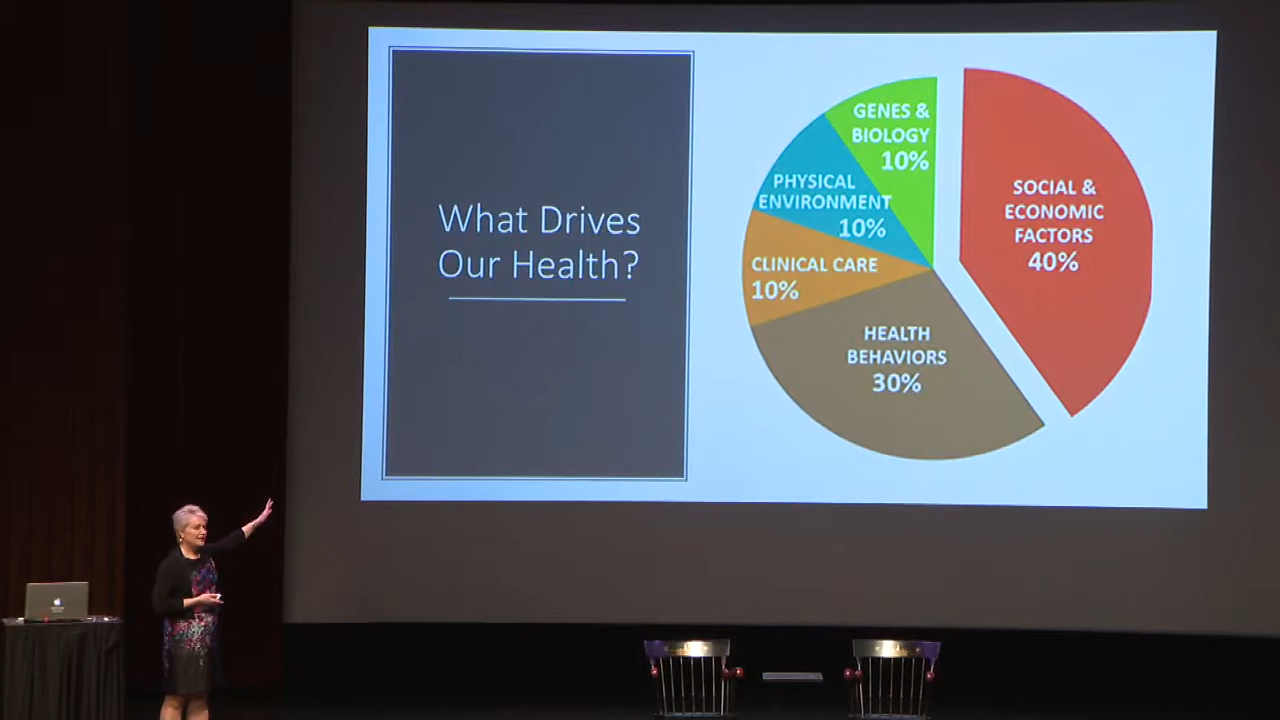 What Drives
Our Health?
GENES &
BIOLOGY
10%
PHYSICAL
ENVIRONMENT
10%
CLINICAL CARE
10%
HEALTH
BEHAVIORS
30%
SOCIAL &
ECONOMIC
FACTORS
40%